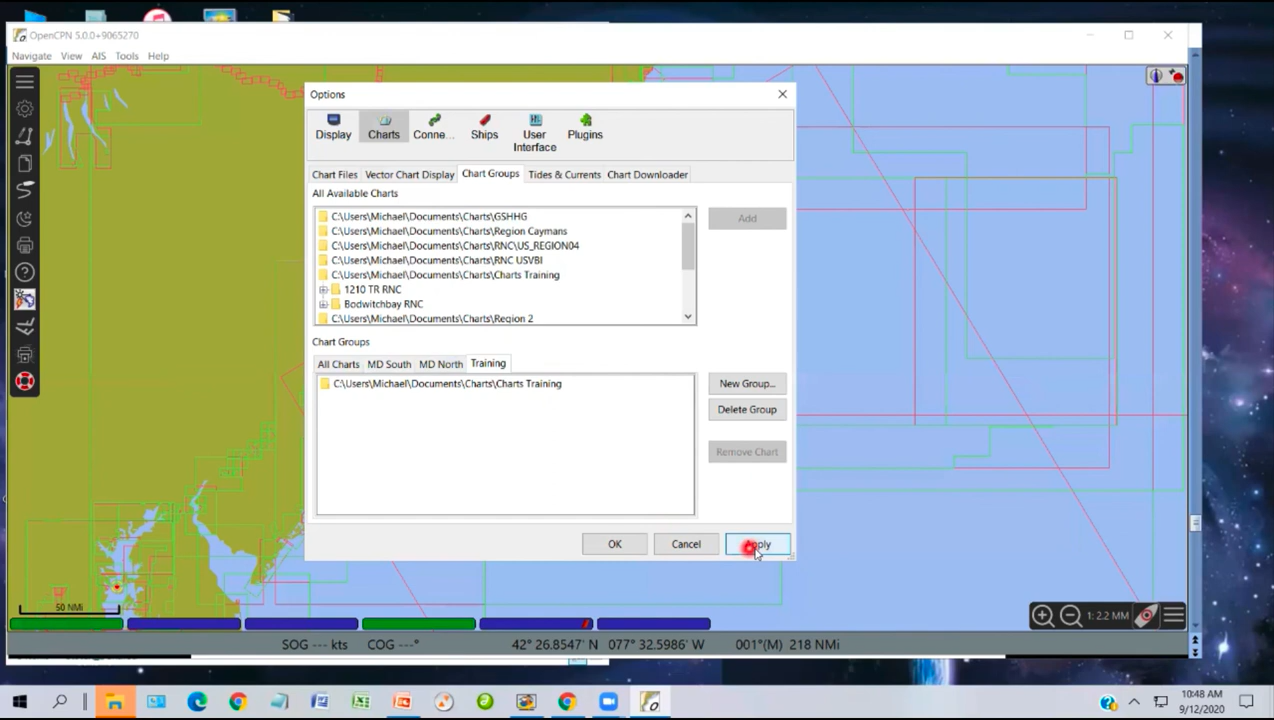 OpenCPN 5.0.0+9065270
Navigate View AIS Tools Help
Options
Display Charts Conne... Ships User Interface Plugins
Chart Files Vector Chart Display Chart Groups Tides & Currents Chart Downloader
All Available Charts
C:\Users\Michael\Documents\Charts\GSHHG
C:\Users\Michael\Documents\Charts\Region Caymans
C:\Users\Michael\Documents\Charts\RNC\US_REGION04
C:\Users\Michael\Documents\Charts\RNC USVBI
C:\Users\Michael\Documents\Charts\Charts Training
1210 TR RNC
Bodwitchbay RNC
C:\Users\Michael\Documents\Charts\Region 2
Add
Chart Groups
All Charts MD South MD North Training
C:\Users\Michael\Documents\Charts\Charts Training
New Group...
Delete Group
Remove Chart
OK Cancel Apply
50 NMi
1: 2.2 MM
SOG --- kts COG ---° 42° 26.8547' N 077° 32.5986' W 001°(M) 218 NMi
10:48 AM
9/12/2020